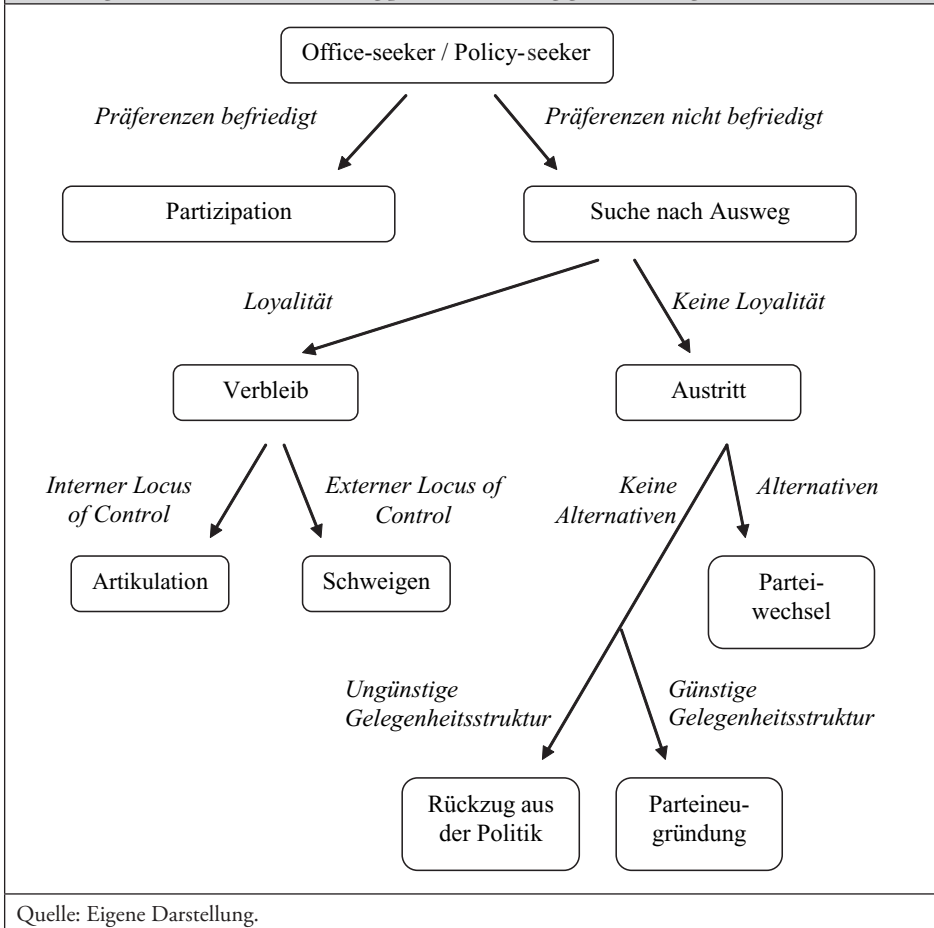 Office-seeker / Policy-seeker
Präferenzen befriedigt
Präferenzen nicht befriedigt
Partizipation
Suche nach Ausweg
Loyalität
Keine Loyalität
Verbleib
Austritt
Interner Locus
of Control
Externer Locus of
Control
Keine
Alternativen
Alternativen
Artikulation
Schweigen
Partei-
wechsel
Ungünstige
Gelegenheitsstruktur
Günstige
Gelegenheitsstruktur
Rückzug aus
der Politik
Parteineu-
gründung
Quelle: Eigene Darstellung.